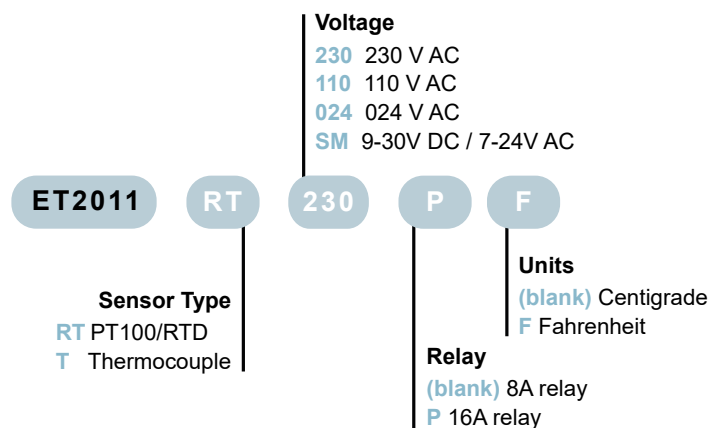 Voltage
230 230 V AC
110 110 V AC
024 024 V AC
SM 9-30V DC / 7-24V AC
ET2011 RT 230 P F
Sensor Type
RT PT100/RTD
T Thermocouple
Units
(blank) Centigrade
F Fahrenheit
Relay
(blank) 8A relay
P 16A relay